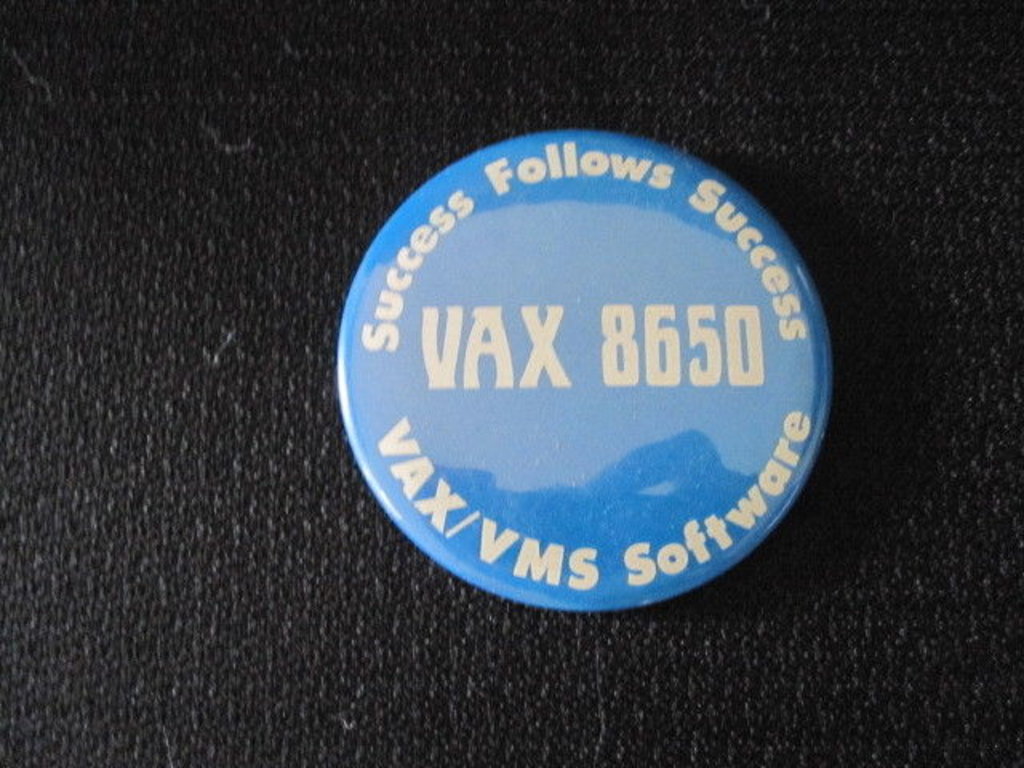 Success Follows Success
VAX 8650
VAX/VMS Software